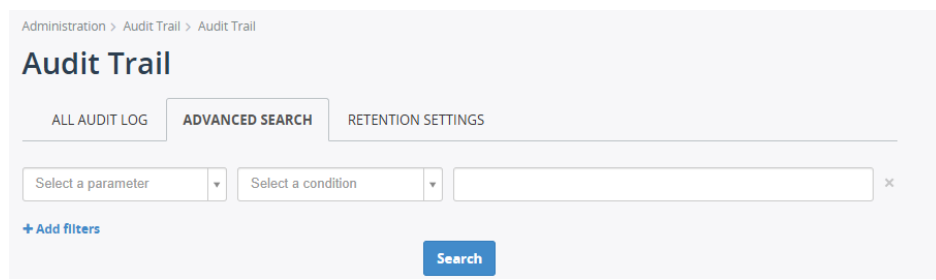 Administration > Audit Trail > Audit Trail
Audit Trail
ALL AUDIT LOG ADVANCED SEARCH RETENTION SETTINGS
Select a parameter Select a condition
+ Add filters
Search